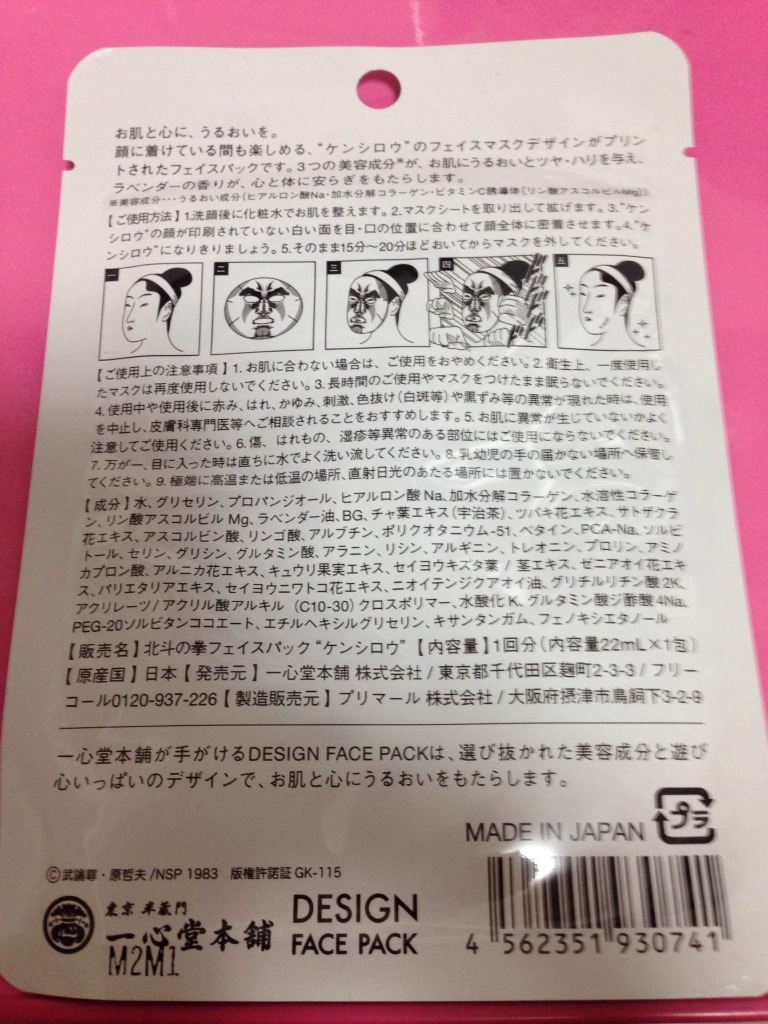 お肌と心に、うるおいを。
顔に着けている間も楽しめる、“ケンシロウ”のフェイスマスクデザインがプリン
トされたフェイスパックです。3つの美容成分※が、お肌にうるおいとツヤ・ハリを与え、
ラベンダーの香りが、心と体に安らぎをもたらします。
※美容成分・・・うるおい成分(ヒアルロン酸Na・加水分解コラーゲン・ビタミンC誘導体〔リン酸アスコルビルMg〕)
【ご使用方法】1.洗顔後に化粧水でお肌を整えます。2.マスクシートを取り出して拡げます。3.“ケン
シロウ”の顔が印刷されていない白い面を目・口の位置に合わせて顔全体に密着させます。4.“ケ
ンシロウ”になりきりましょう。5.そのまま15分〜20分ほどおいてからマスクを外してください。
一 二 三 四 五
【ご使用上の注意事項】1. お肌に合わない場合は、ご使用をおやめください。2. 衛生上、一度使用し
たマスクは再度使用しないでください。3. 長時間のご使用やマスクをつけたまま眠らないでください。
4. 使用中や使用後に赤み、はれ、かゆみ、刺激、色抜け(白斑等)や黒ずみ等の異常が現れた時は、使用
を中止し、皮膚科専門医等へご相談されることをおすすめします。5. お肌に異常が生じていないかよく
注意してご使用ください。6. 傷、はれもの、湿疹等異常のある部位にはご使用にならないでください。
7. 万が一、目に入った時は直ちに水でよく洗い流してください。8. 乳幼児の手の届かない場所へ保管し
てください。9. 極端に高温または低温の場所、直射日光のあたる場所には置かないでください。
【成分】水、グリセリン、プロパンジオール、ヒアルロン酸 Na、加水分解コラーゲン、水溶性コラーゲ
ン、リン酸アスコルビル Mg、ラベンダー油、BG、チャ葉エキス(宇治茶)、ツバキ花エキス、サトザクラ
花エキス、アスコルビン酸、リンゴ酸、アルブチン、ポリクオタニウム-51、ベタイン、PCA-Na、ソルビ
トール、セリン、グリシン、グルタミン酸、アラニン、リシン、アルギニン、トレオニン、プロリン、アミノ
カプロン酸、アルニカ花エキス、キュウリ果実エキス、セイヨウキズタ葉 / 茎エキス、ゼニアオイ花エキ
ス、パリエタリアエキス、セイヨウニワトコ花エキス、ニオイテンジクアオイ油、グリチルリチン酸 2K、
アクリレーツ / アクリル酸アルキル (C10-30) クロスポリマー、水酸化 K、グルタミン酸ジ酢酸 4Na、
PEG-20ソルビタンココエート、エチルヘキシルグリセリン、キサンタンガム、フェノキシエタノール
【販売名】北斗の拳フェイスパック“ケンシロウ”【内容量】1回分(内容量22mL×1包)
【原産国】日本【発売元】一心堂本舗 株式会社 / 東京都千代田区麹町2-3-3 / フリー
コール0120-937-226【製造販売元】プリマール 株式会社 / 大阪府摂津市鳥飼下3-2-9
一心堂本舗が手がけるDESIGN FACE PACKは、選び抜かれた美容成分と遊び
心いっぱいのデザインで、お肌と心にうるおいをもたらします。
MADE IN JAPAN プラ
©武論尊・原哲夫/NSP 1983 版権許諾証 GK-115
東京 半蔵門
一心堂本舗
M2M1
DESIGN
FACE PACK
4 562351 930741